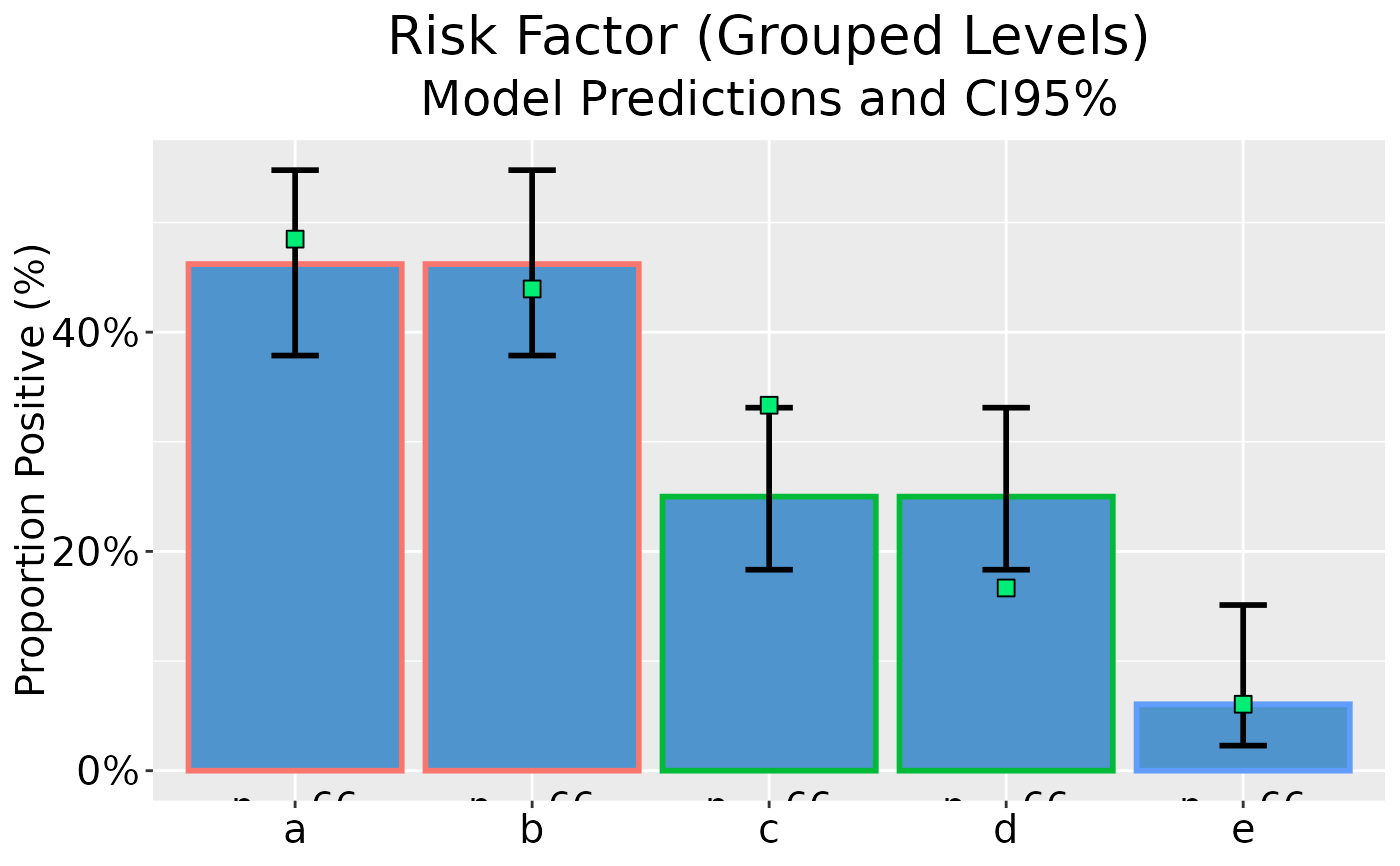 Risk Factor (Grouped Levels)
Model Predictions and CI95%
Proportion Positive (%)
40%
20%
0%
a b c d e